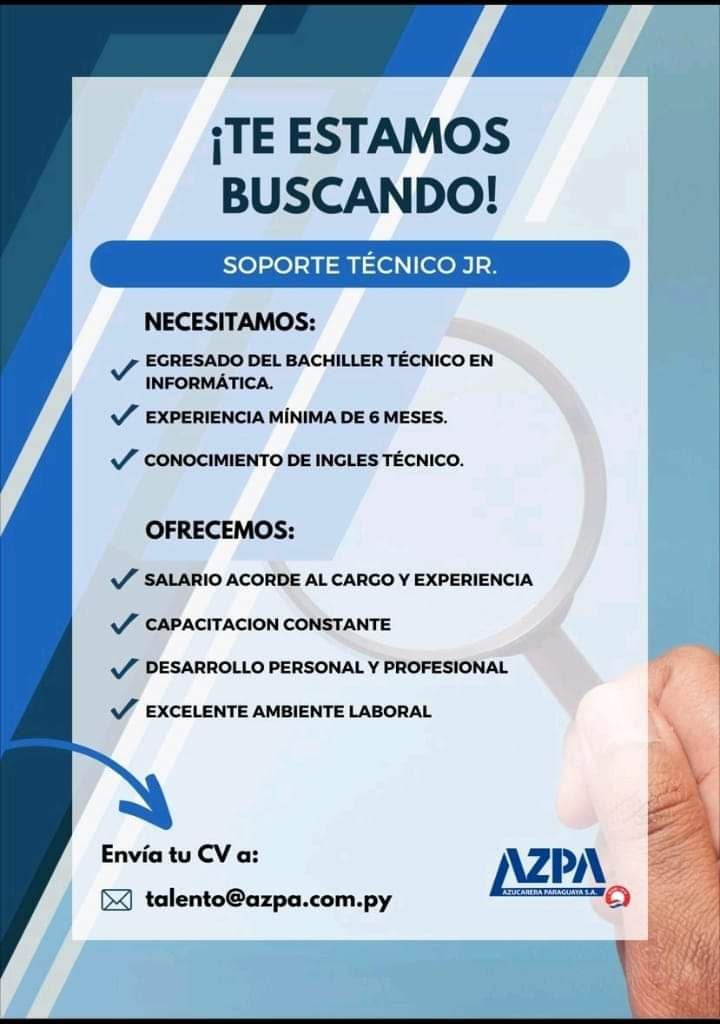 ¡TE ESTAMOS
BUSCANDO!
SOPORTE TÉCNICO JR.
NECESITAMOS:
EGRESADO DEL BACHILLER TÉCNICO EN
INFORMÁTICA.
EXPERIENCIA MÍNIMA DE 6 MESES.
CONOCIMIENTO DE INGLES TÉCNICO.
OFRECEMOS:
SALARIO ACORDE AL CARGO Y EXPERIENCIA
CAPACITACION CONSTANTE
DESARROLLO PERSONAL Y PROFESIONAL
EXCELENTE AMBIENTE LABORAL
Envía tu CV a:
talento@azpa.com.py
AZPA
AZUCARERA PARAGUAYA S.A.